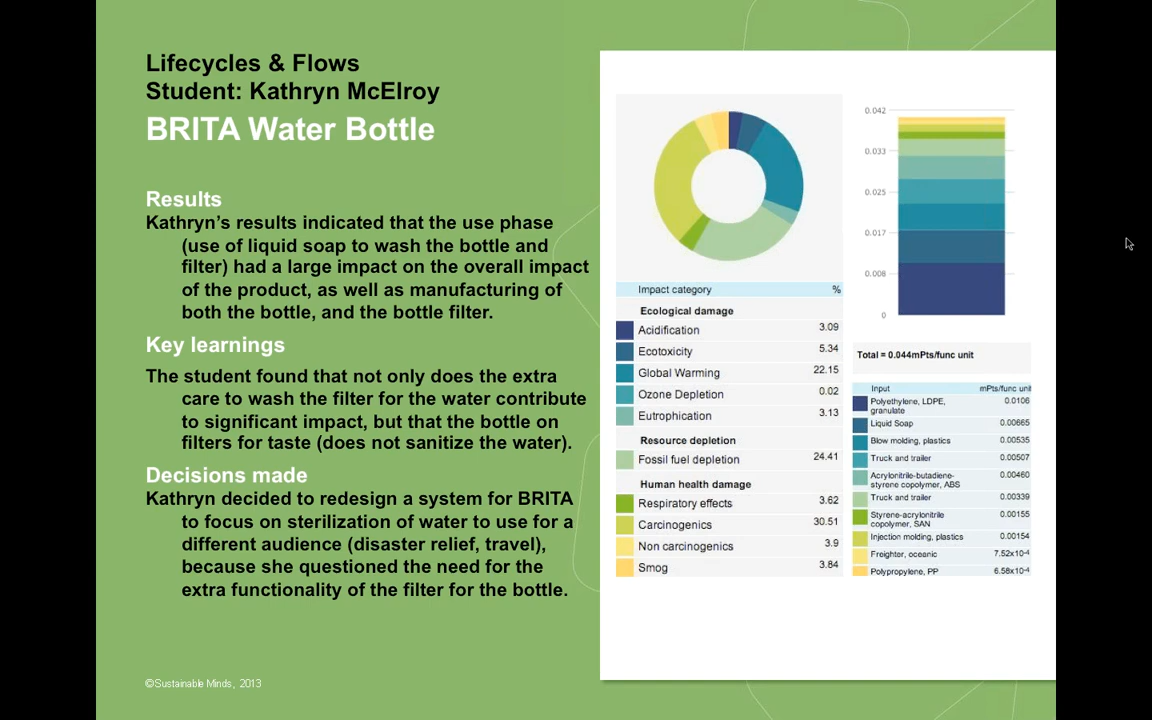 Lifecycles & Flows
Student: Kathryn McElroy
BRITA Water Bottle
Results
Kathryn's results indicated that the use phase
(use of liquid soap to wash the bottle and
filter) had a large impact on the overall impact
of the product, as well as manufacturing of
both the bottle, and the bottle filter.
Key learnings
The student found that not only does the extra
care to wash the filter for the water contribute
to significant impact, but that the bottle on
filters for taste (does not sanitize the water).
Decisions made
Kathryn decided to redesign a system for BRITA
to focus on sterilization of water to use for a
different audience (disaster relief, travel),
because she questioned the need for the
extra functionality of the filter for the bottle.
©Sustainable Minds, 2013
Impact category %
Ecological damage
Acidification 3.09
Ecotoxicity 5.34
Global Warming 22.15
Ozone Depletion 0.02
Eutrophication 3.13
Resource depletion
Fossil fuel depletion 24.41
Human health damage
Respiratory effects 3.62
Carcinogenics 30.51
Non carcinogenics 3.9
Smog 3.84
0.042
0.033
0.025
0.017
0.008
0
Total = 0.044mPts/func unit
Input mPts/func unit
Polyethylene, LDPE, 0.0106
granulate
Liquid Soap 0.00665
Blow molding, plastics 0.00535
Truck and trailer 0.00507
Acrylonitrile-butadiene- 0.00460
styrene copolymer, ABS
Truck and trailer 0.00339
Styrene-acrylonitrile 0.00155
copolymer, SAN
Injection molding, plastics 0.00154
Freighter, oceanic 7.52x10⁻⁴
Polypropylene, PP 6.58x10⁻⁴